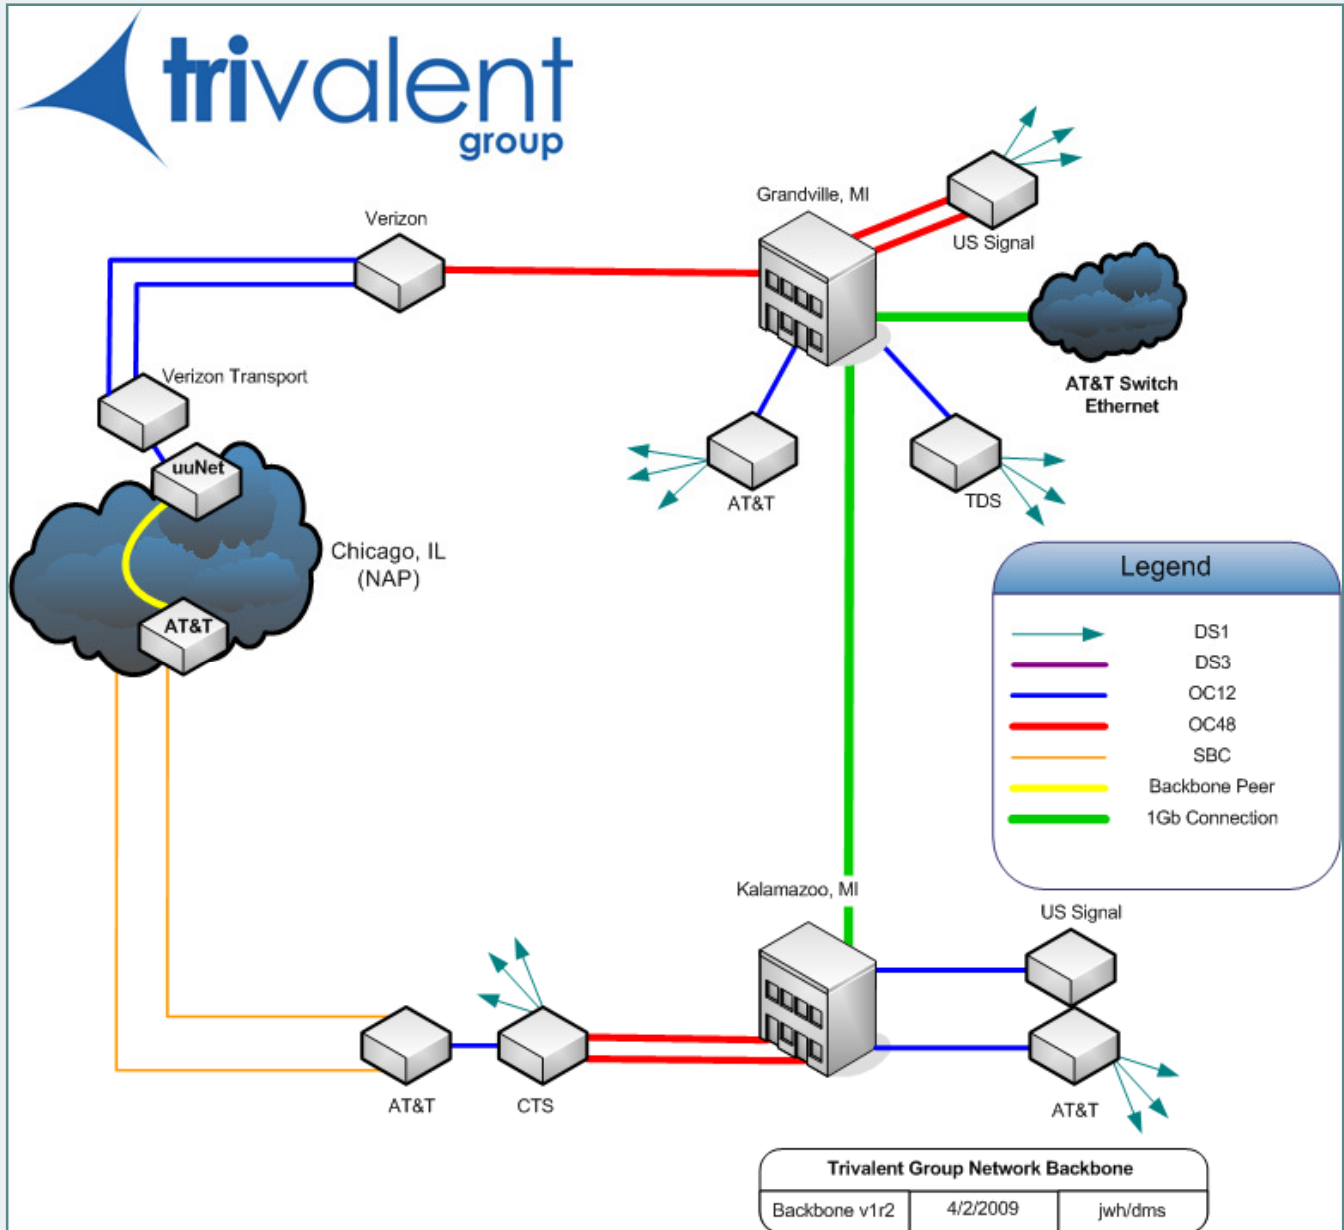 trivalent
group
Grandville, MI
US Signal
Verizon
AT&T Switch
Ethernet
Verizon Transport
uuNet
AT&T
TDS
Chicago, IL
(NAP)
AT&T
Legend
DS1
DS3
OC12
OC48
SBC
Backbone Peer
1Gb Connection
Kalamazoo, MI
US Signal
AT&T
CTS
AT&T
Trivalent Group Network Backbone
Backbone v1r2 4/2/2009 jwh/dms